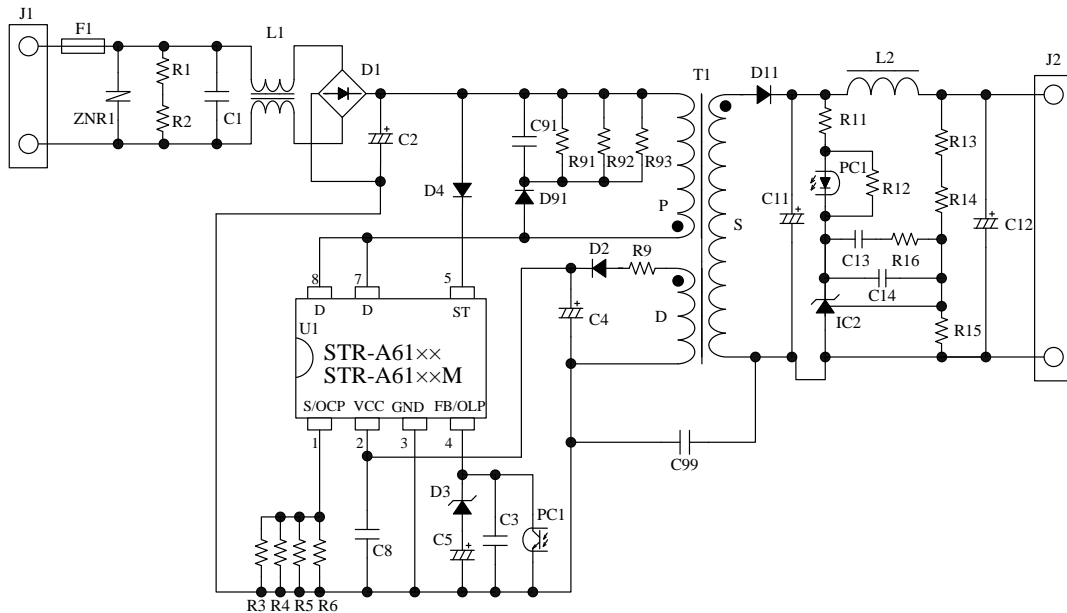 J1
F1
L1
R1
D1
R2
C1
ZNR1
C2
C91
R91
R92
R93
D4
D91
P
T1
D11
L2
J2
R11
R13
PC1
R12
R14
C11
S
C12
C13
R16
C14
IC2
R15
D2
R9
C4
D
8
7
5
D
D
ST
U1
STR-A61××
STR-A61××M
S/OCP
VCC
GND
FB/OLP
1
2
3
4
C99
D3
C3
PC1
C8
C5
R3
R4
R5
R6